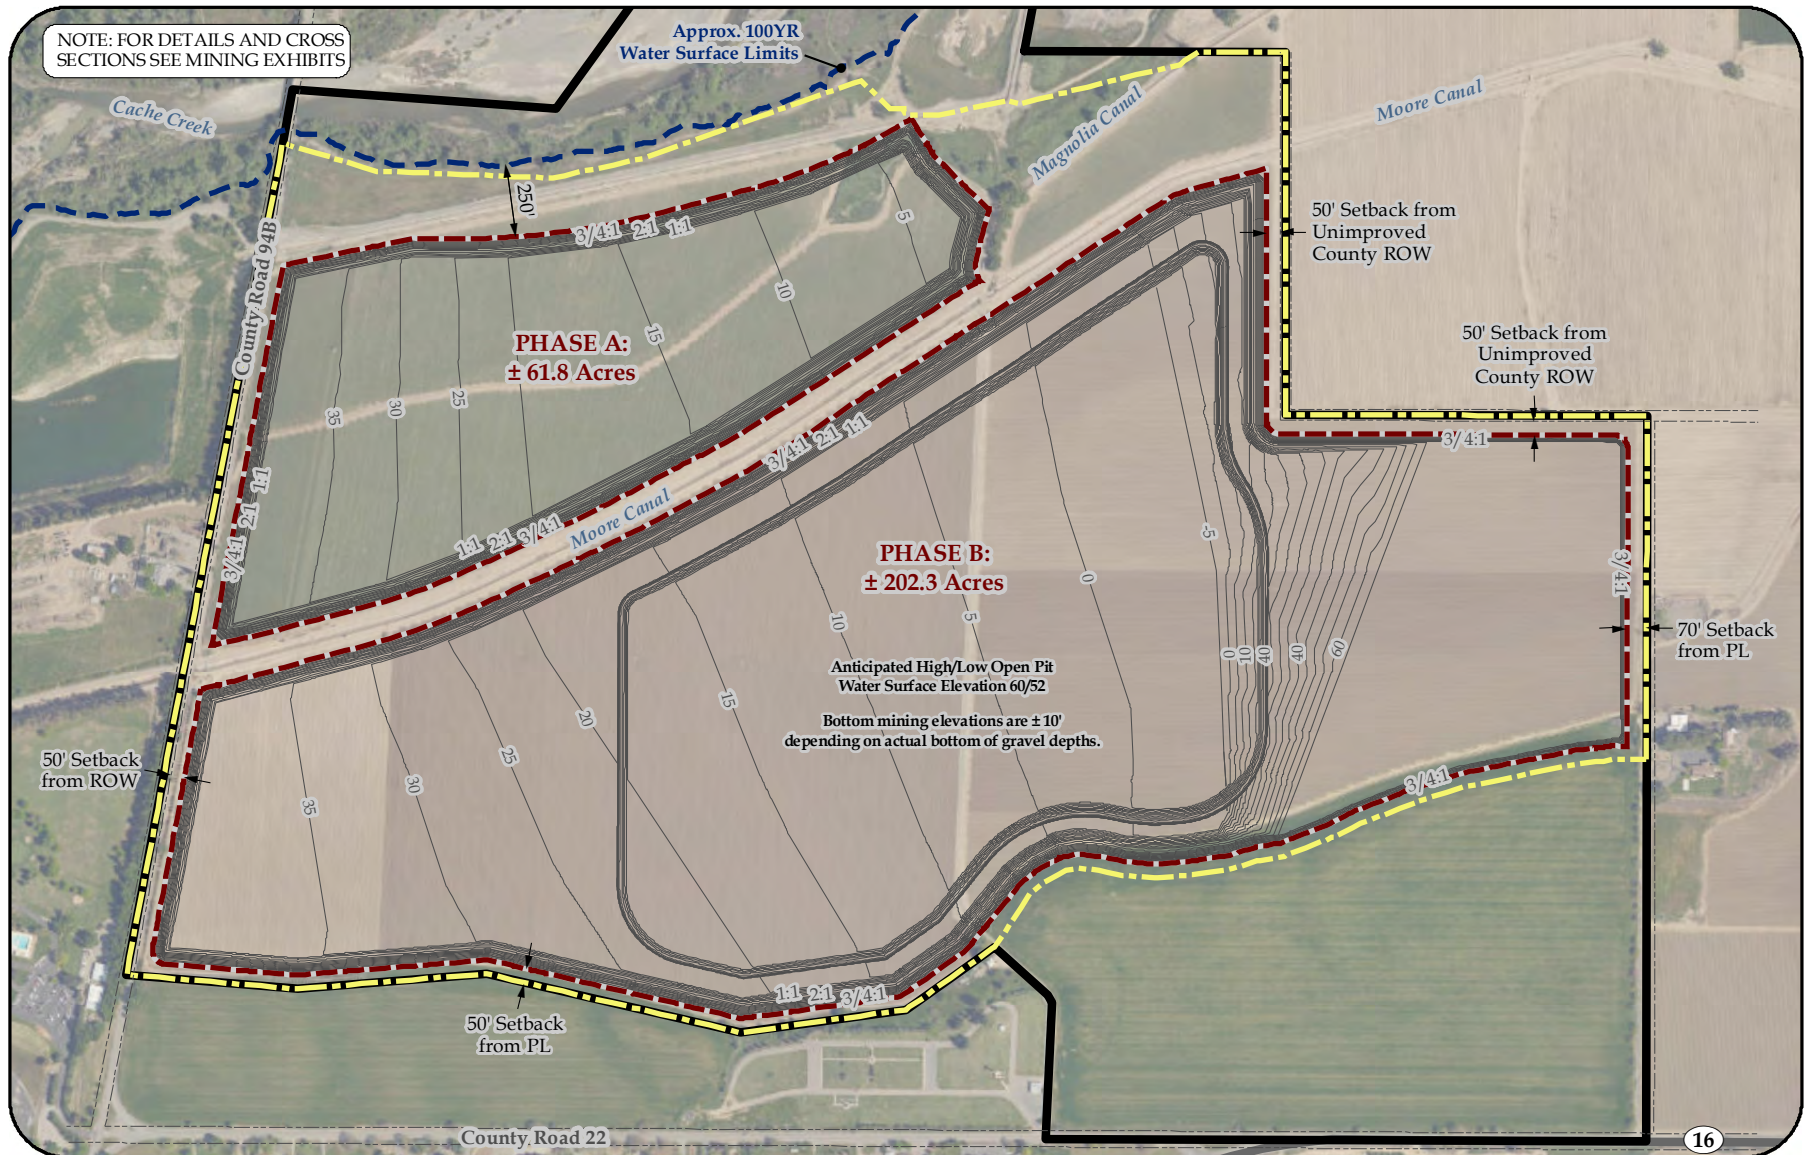 NOTE: FOR DETAILS AND CROSS
SECTIONS SEE MINING EXHIBITS
Approx. 100YR
Water Surface Limits
Cache Creek
Magnolia Canal
Moore Canal
250'
County Road 94B
3/4:1 2:1 1:1
5
10
15
35
30
25
PHASE A:
± 61.8 Acres
50' Setback from
Unimproved
County ROW
50' Setback from
Unimproved
County ROW
3/4:1
3/4:1 2:1 1:1
1:1 2:1 3/4:1
Moore Canal
3/4:1 2:1 1:1
PHASE B:
± 202.3 Acres
-5
0
5
10
15
20
25
30
35
0
10
40
40
60
3/4:1
70' Setback
from PL
Anticipated High/Low Open Pit
Water Surface Elevation 60/52
Bottom mining elevations are ± 10'
depending on actual bottom of gravel depths.
50' Setback
from ROW
3/4:1
1:1 2:1 3/4:1
50' Setback
from PL
County Road 22
16